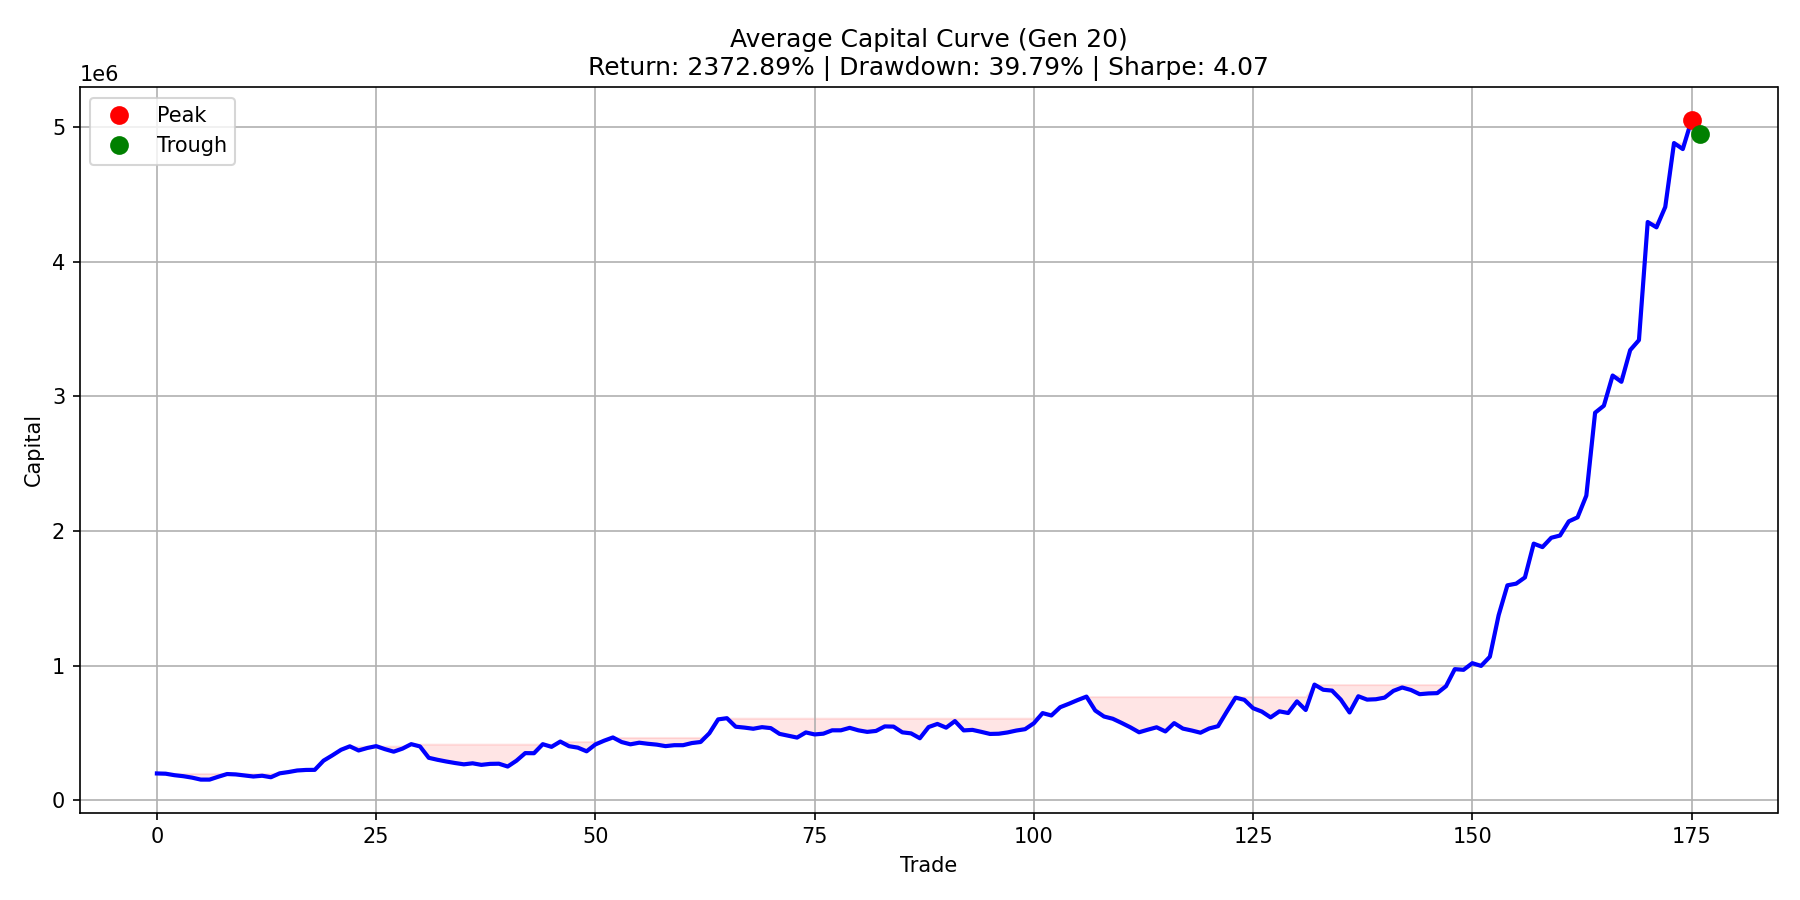 Average Capital Curve (Gen 20)
Return: 2372.89% | Drawdown: 39.79% | Sharpe: 4.07
1e6
Peak
Trough
5
4
3
2
1
0
Capital
0 25 50 75 100 125 150 175
Trade